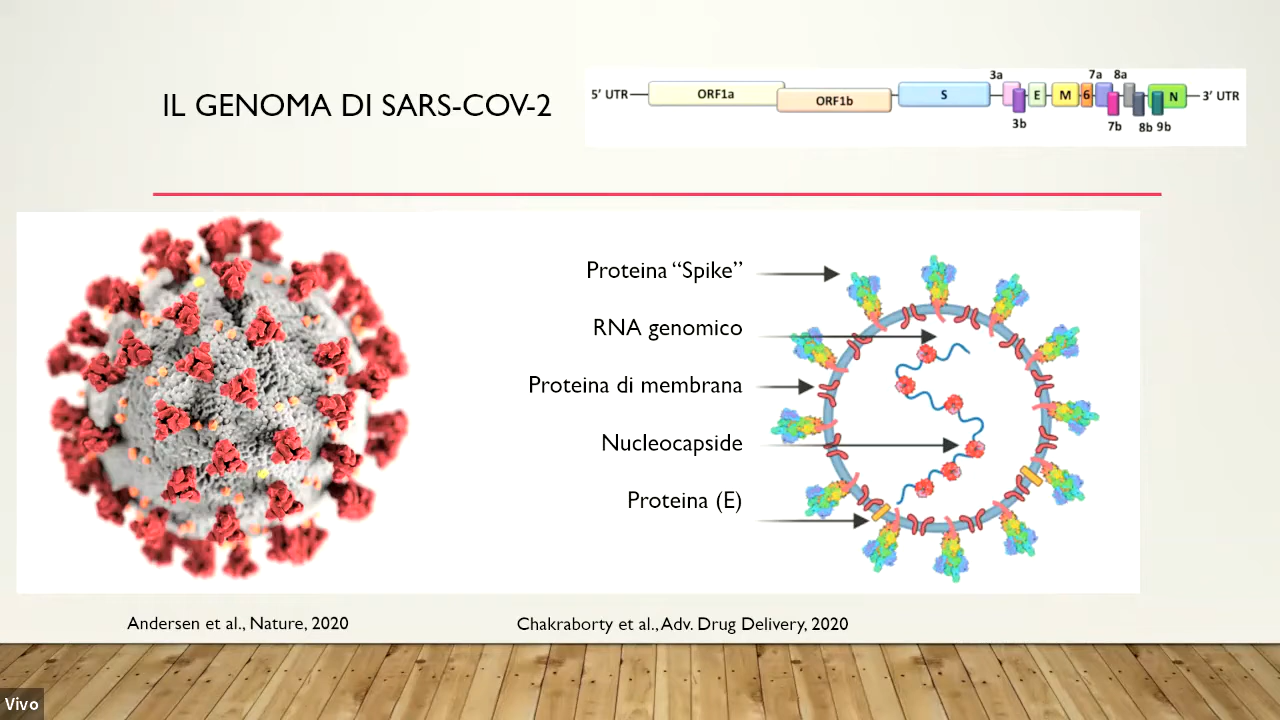 IL GENOMA DI SARS-COV-2
5' UTR ORF1a ORF1b S 3a 3b E M 6 7a 7b 8a 8b 9b N 3' UTR
Proteina “Spike”
RNA genomico
Proteina di membrana
Nucleocapside
Proteina (E)
Andersen et al., Nature, 2020
Chakraborty et al., Adv. Drug Delivery, 2020
Vivo